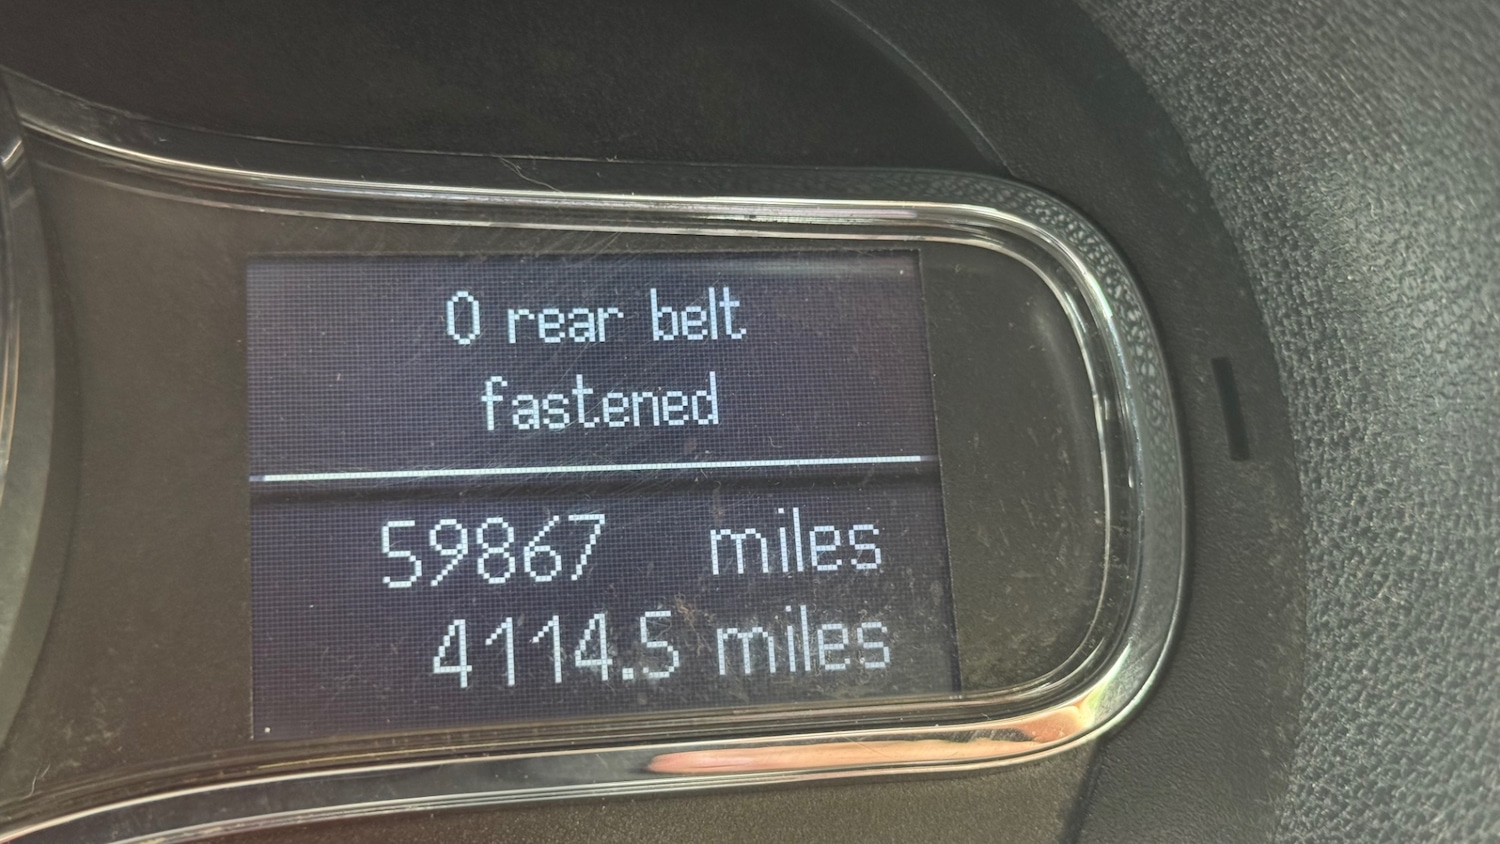 0 rear belt
fastened
59867 miles
4114.5 miles